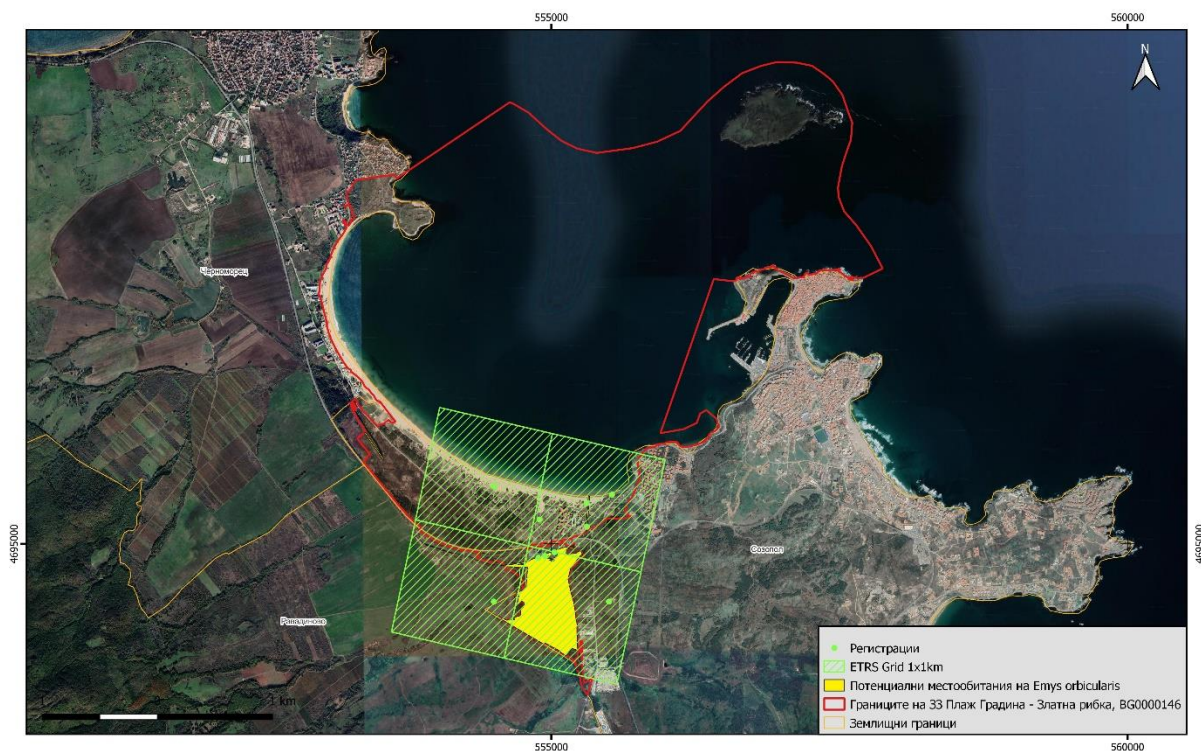 555000
560000
N
Черноморец
4695000
4695000
Созопол
Равадиново
1 km
Регистрации
ETRS Grid 1x1km
Потенциални местообитания на Emys orbicularis
Границите на ЗЗ Плаж Градина - Златна рибка, BG0000146
Землищни граници
555000
560000